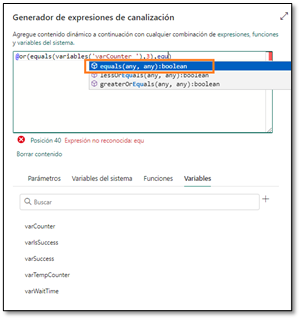 Generador de expresiones de canalización
Agregue contenido dinámico a continuación con cualquier combinación de expresiones, funciones
y variables del sistema.
@or(equals(variables('varCounter '),3),equ
equals(any, any):boolean
lessOrEquals(any, any):boolean
greaterOrEquals(any, any):boolean
Posición 40 Expresión no reconocida: equ
Borrar contenido
Parámetros Variables del sistema Funciones Variables
Buscar
varCounter
varIsSuccess
varSuccess
varTempCounter
varWaitTime